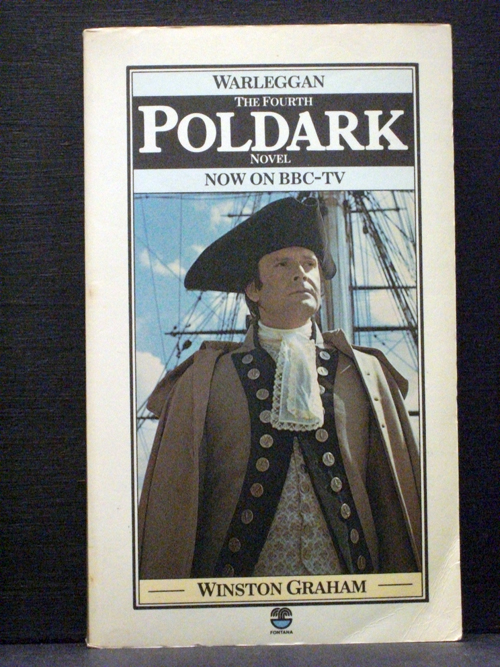 WARLEGGAN
THE FOURTH
POLDARK
NOVEL
NOW ON BBC-TV
WINSTON GRAHAM
FONTANA